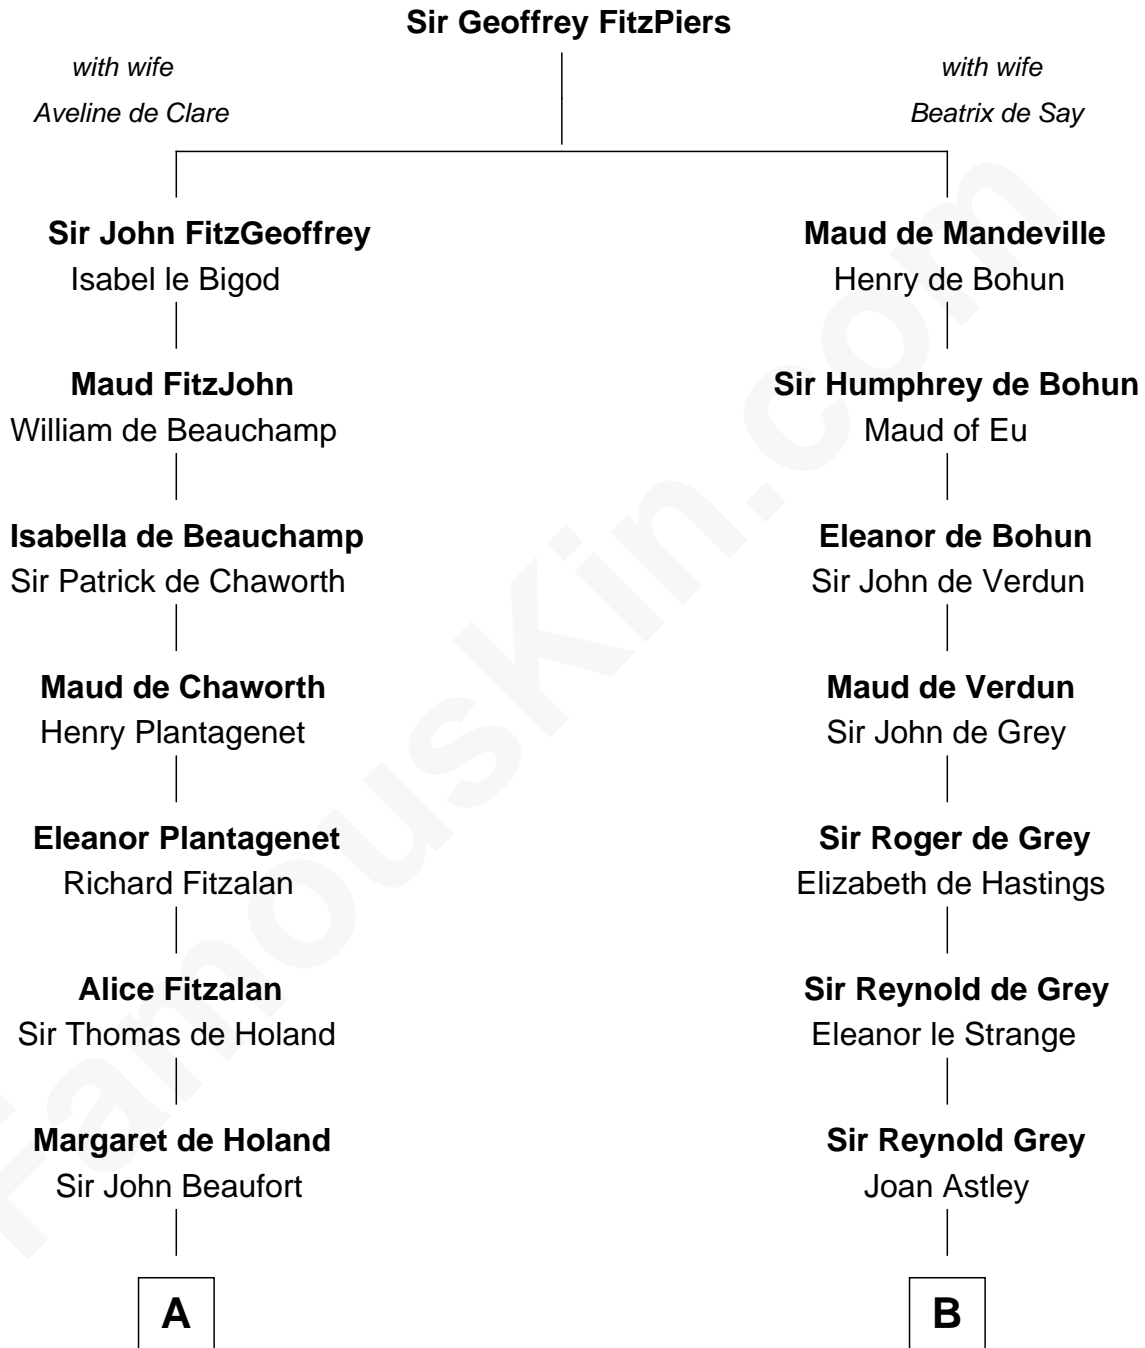 Sir Geoffrey FitzPiers
with wife
Aveline de Clare
with wife
Beatrix de Say
Sir John FitzGeoffrey
Isabel le Bigod
Maud de Mandeville
Henry de Bohun
Maud FitzJohn
William de Beauchamp
Sir Humphrey de Bohun
Maud of Eu
Isabella de Beauchamp
Sir Patrick de Chaworth
Eleanor de Bohun
Sir John de Verdun
Maud de Chaworth
Henry Plantagenet
Maud de Verdun
Sir John de Grey
Eleanor Plantagenet
Richard Fitzalan
Sir Roger de Grey
Elizabeth de Hastings
Alice Fitzalan
Sir Thomas de Holand
Sir Reynold de Grey
Eleanor le Strange
Margaret de Holand
Sir John Beaufort
Sir Reynold Grey
Joan Astley
A
B
FamousKin.com